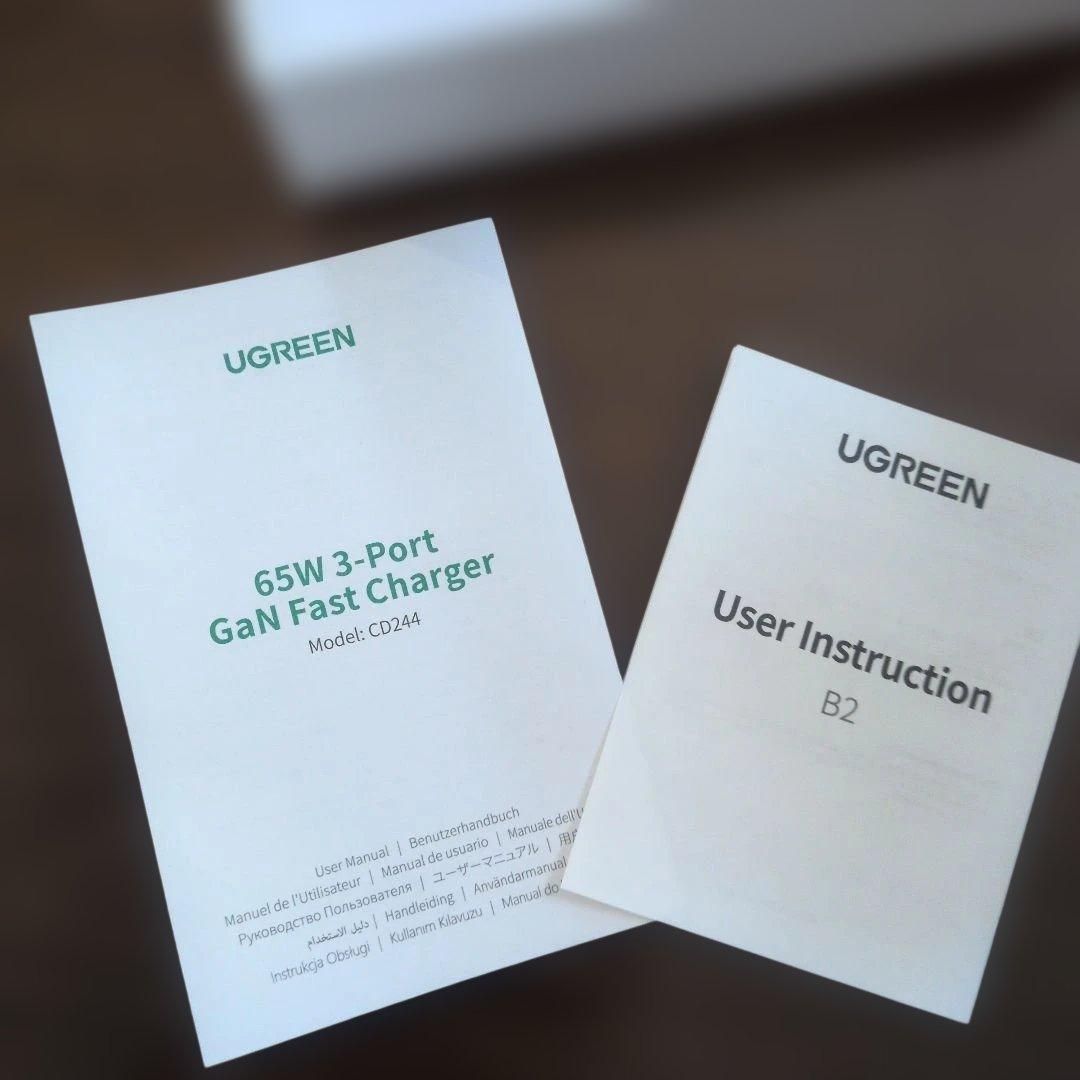 UGREEN
65W 3-Port
GaN Fast Charger
Model: CD244
User Manual | Benutzerhandbuch
Manuel de l'Utilisateur | Manual de usuario | Manuale dell'U
Руководство Пользователя | ユーザーマニュアル | 用
دليل الاستخدام | Handleiding | Användarmanual
Instrukcja Obsługi | Kullanım Kılavuzu | Manual do
UGREEN
User Instruction
B2